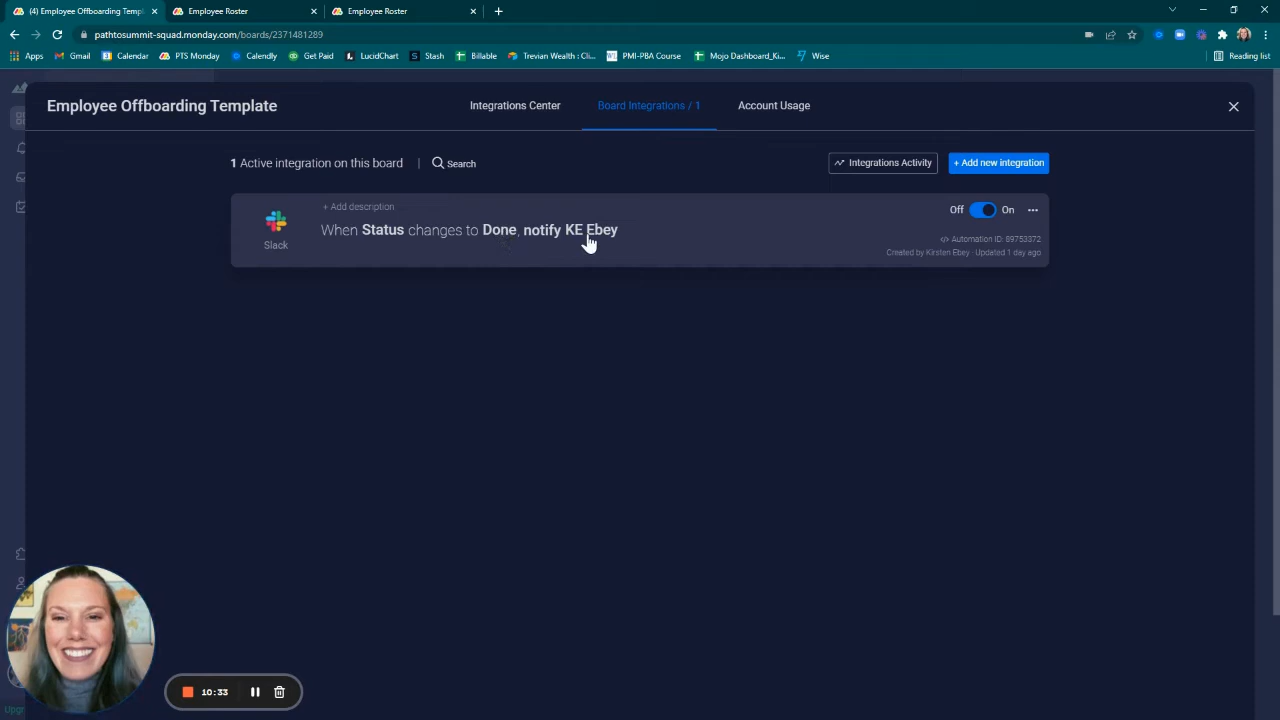 (4) Employee Offboarding Templ
Employee Roster
Employee Roster
pathtosummit-squad.monday.com/boards/2371481289
Apps
Gmail
Calendar
PTS Monday
Calendly
Get Paid
LucidChart
Stash
Billable
Trevian Wealth : Cli...
PMI-PBA Course
Mojo Dashboard_Ki...
Wise
Reading list
Employee Offboarding Template
Integrations Center
Board Integrations / 1
Account Usage
1 Active integration on this board
Search
Integrations Activity
+ Add new integration
+ Add description
Off
On
When Status changes to Done, notify KE Ebey
Slack
Automation ID: 89753372
Created by Kirsten Ebey · Updated 1 day ago
10:33
Upgr